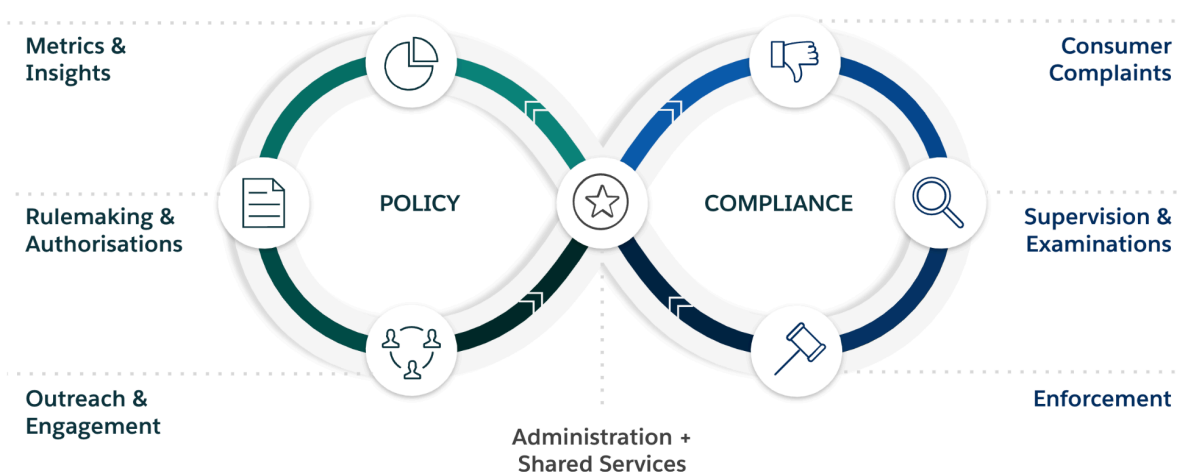 Metrics &
Insights
Rulemaking &
Authorisations
Outreach &
Engagement
POLICY
COMPLIANCE
Consumer
Complaints
Supervision &
Examinations
Enforcement
Administration +
Shared Services